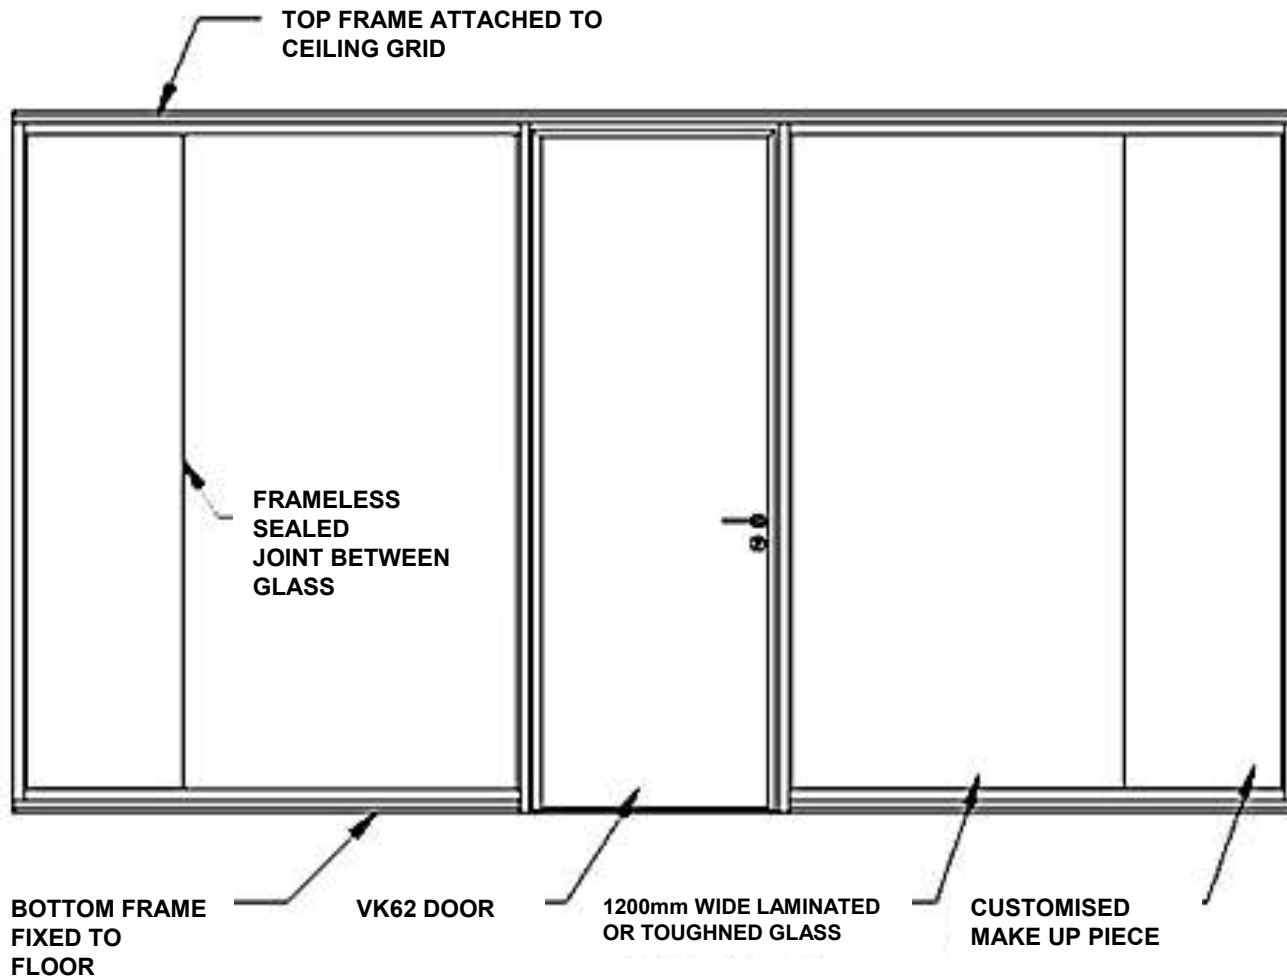 TOP FRAME ATTACHED TO
CEILING GRID
FRAMELESS
SEALED
JOINT BETWEEN
GLASS
BOTTOM FRAME
FIXED TO
FLOOR
VK62 DOOR
1200mm WIDE LAMINATED
OR TOUGHNED GLASS
CUSTOMISED
MAKE UP PIECE